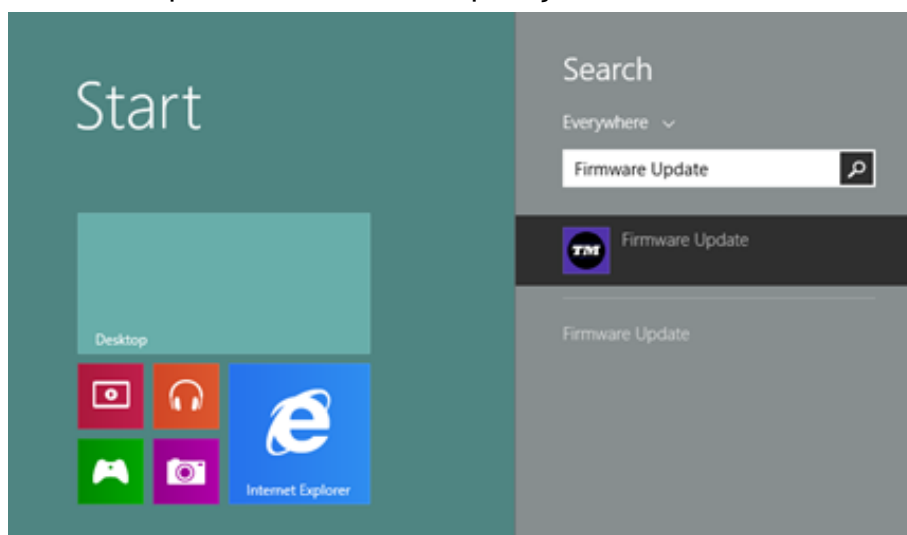 Start
Desktop
Internet Explorer
Search
Everywhere
Firmware Update
TM
Firmware Update
Firmware Update